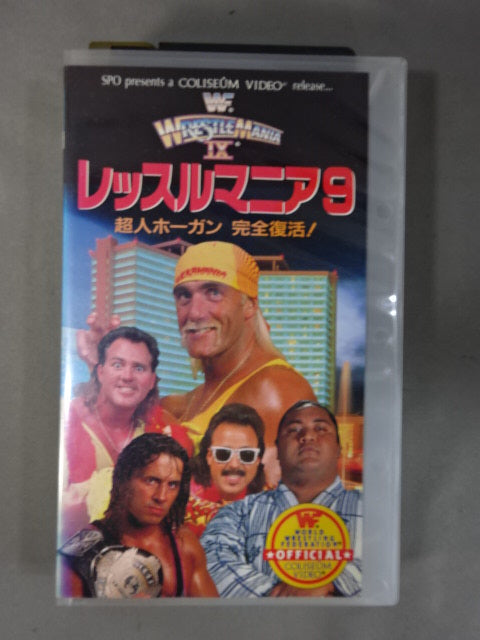 SPO presents a COLISEUM VIDEO release...
WF
WRESTLEMANIA
IX
レッスルマニア9
超人ホーガン 完全復活!
WF
WORLD
WRESTLING
FEDERATION
★OFFICIAL★
COLISEUM
VIDEO